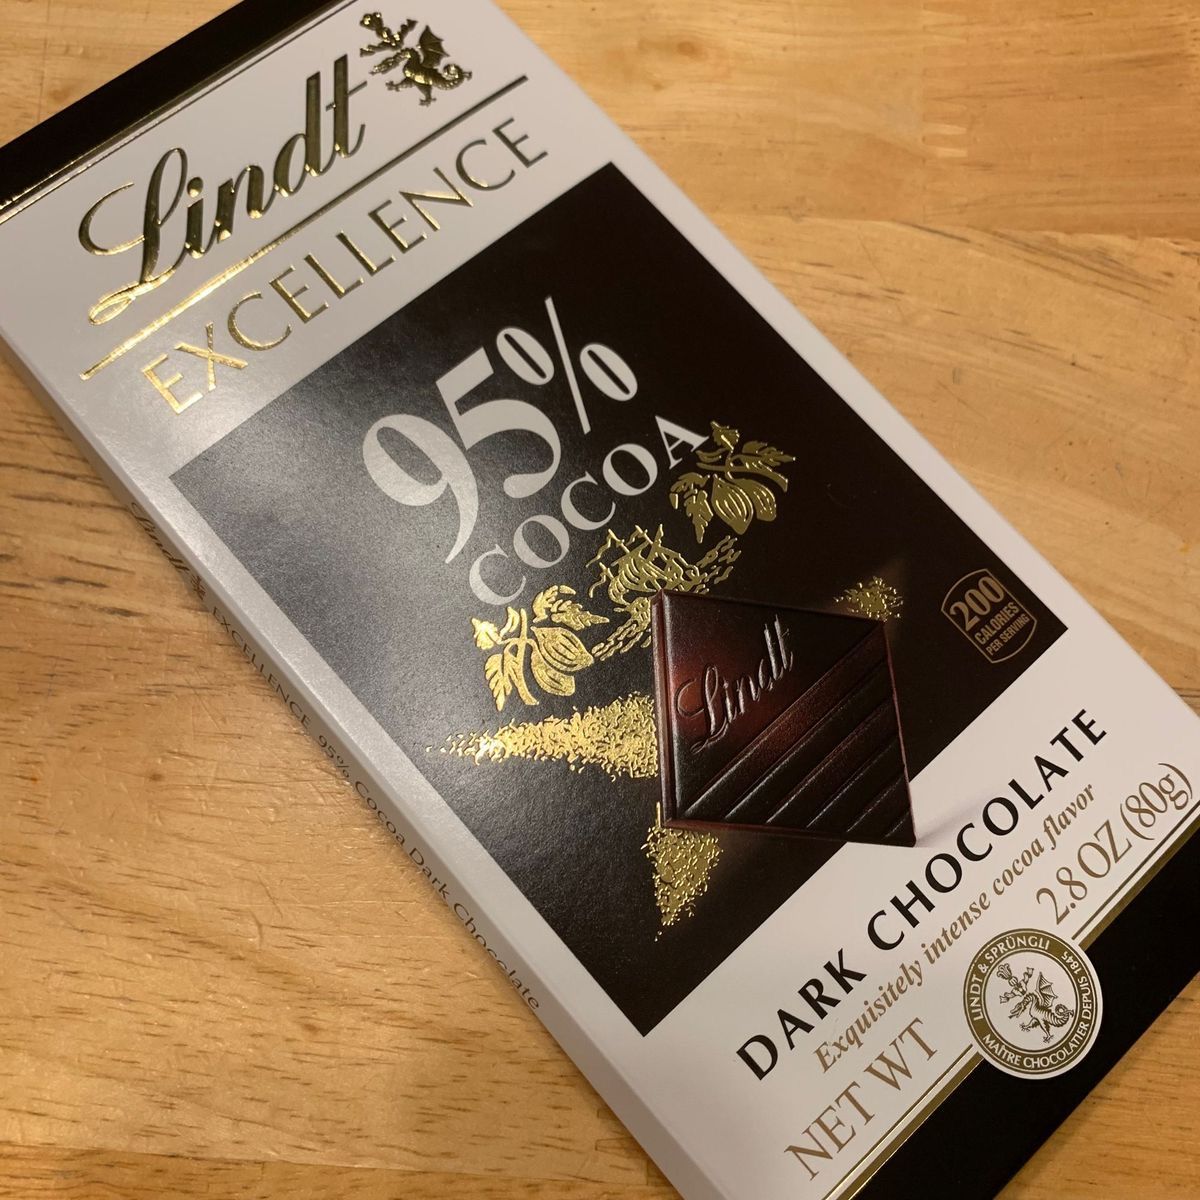 Lindt
EXCELLENCE
95%
COCOA
Lindt
200
CALORIES
PER SERVING
DARK CHOCOLATE
Exquisitely intense cocoa flavor
NET WT 2.8 OZ (80g)
LINDT & SPRÜNGLI
MAÎTRE CHOCOLATIER DEPUIS 1845
Lindt EXCELLENCE 95% Cocoa Dark Chocolate